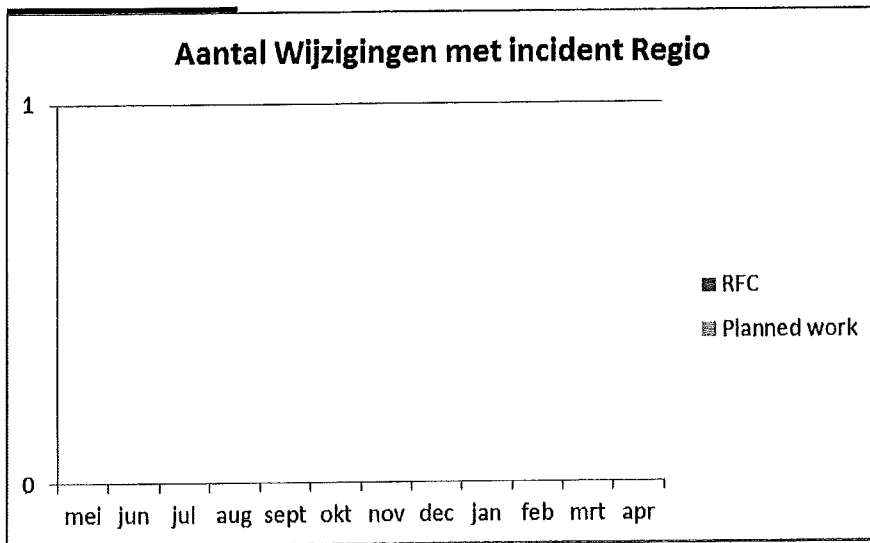 Aantal Wijzigingen met incident Regio
1
RFC
Planned work
0
mei jun jul aug sept okt nov dec jan feb mrt apr